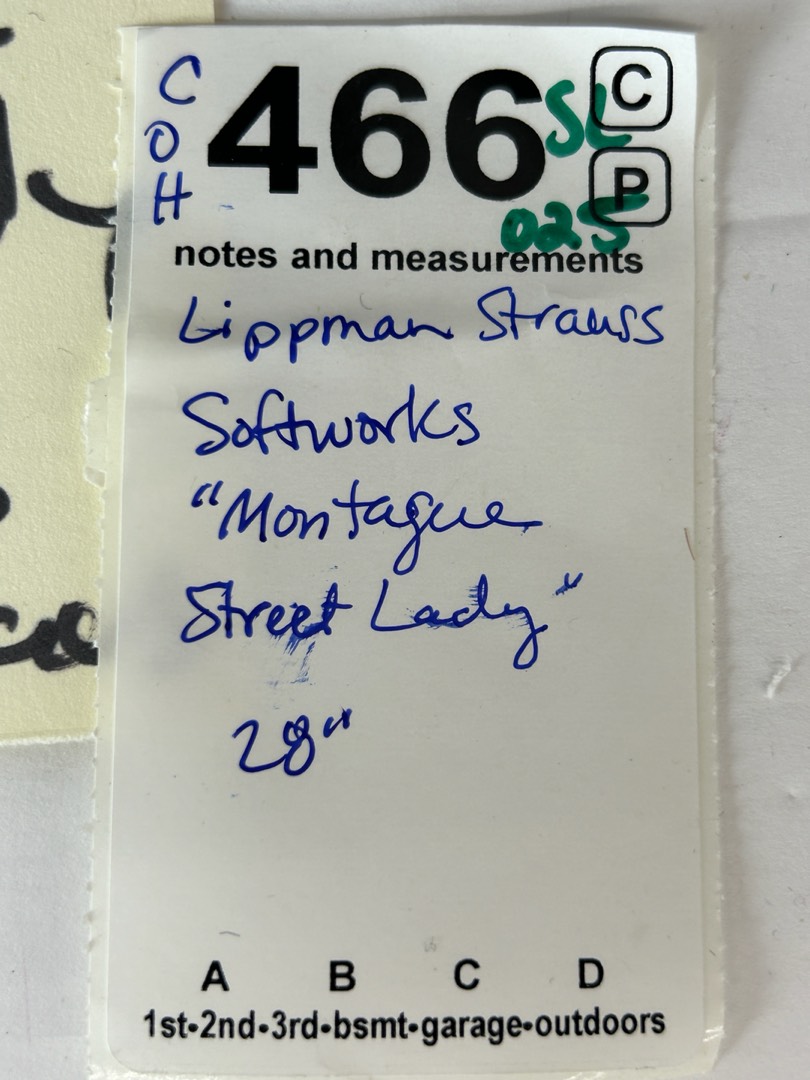 C
O
H
466
SL
C
P
025
notes and measurements
Lippman Strauss
Softworks
"Montague
Street Lady"
28"
A B C D
1st•2nd•3rd•bsmt•garage•outdoors